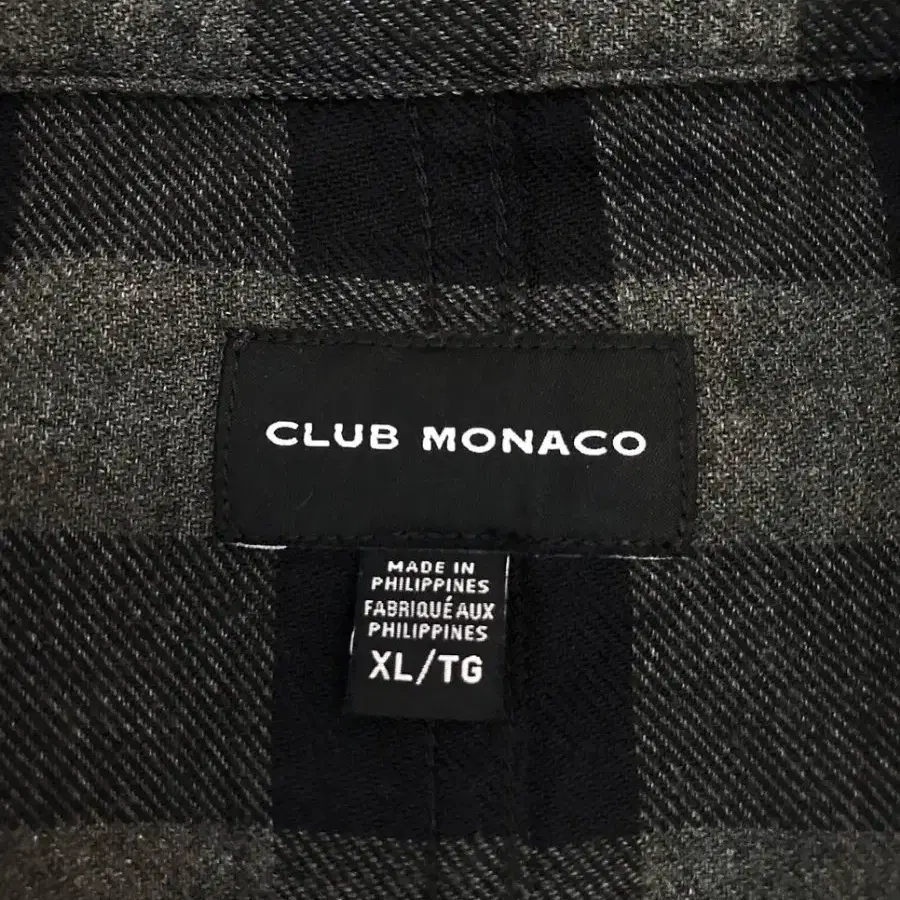 CLUB MONACO
MADE IN
PHILIPPINES
FABRIQUÉ AUX
PHILIPPINES
XL/TG